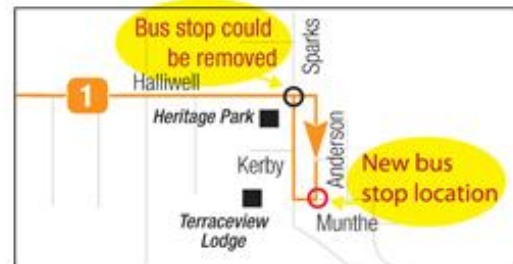 Bus stop could
be removed
Sparks
Halliwell
1
Heritage Park
Anderson
Kerby
New bus
stop location
Terraceview
Lodge
Munthe